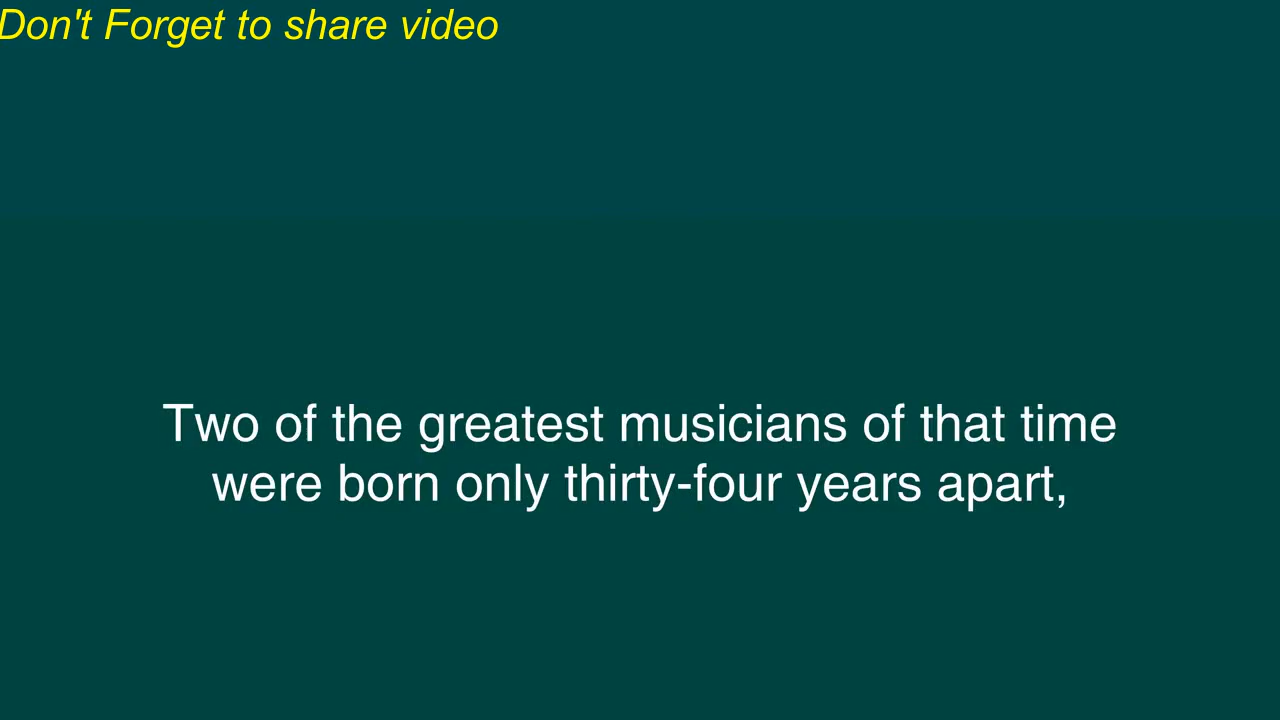 Don't Forget to share video
Two of the greatest musicians of that time
were born only thirty-four years apart,